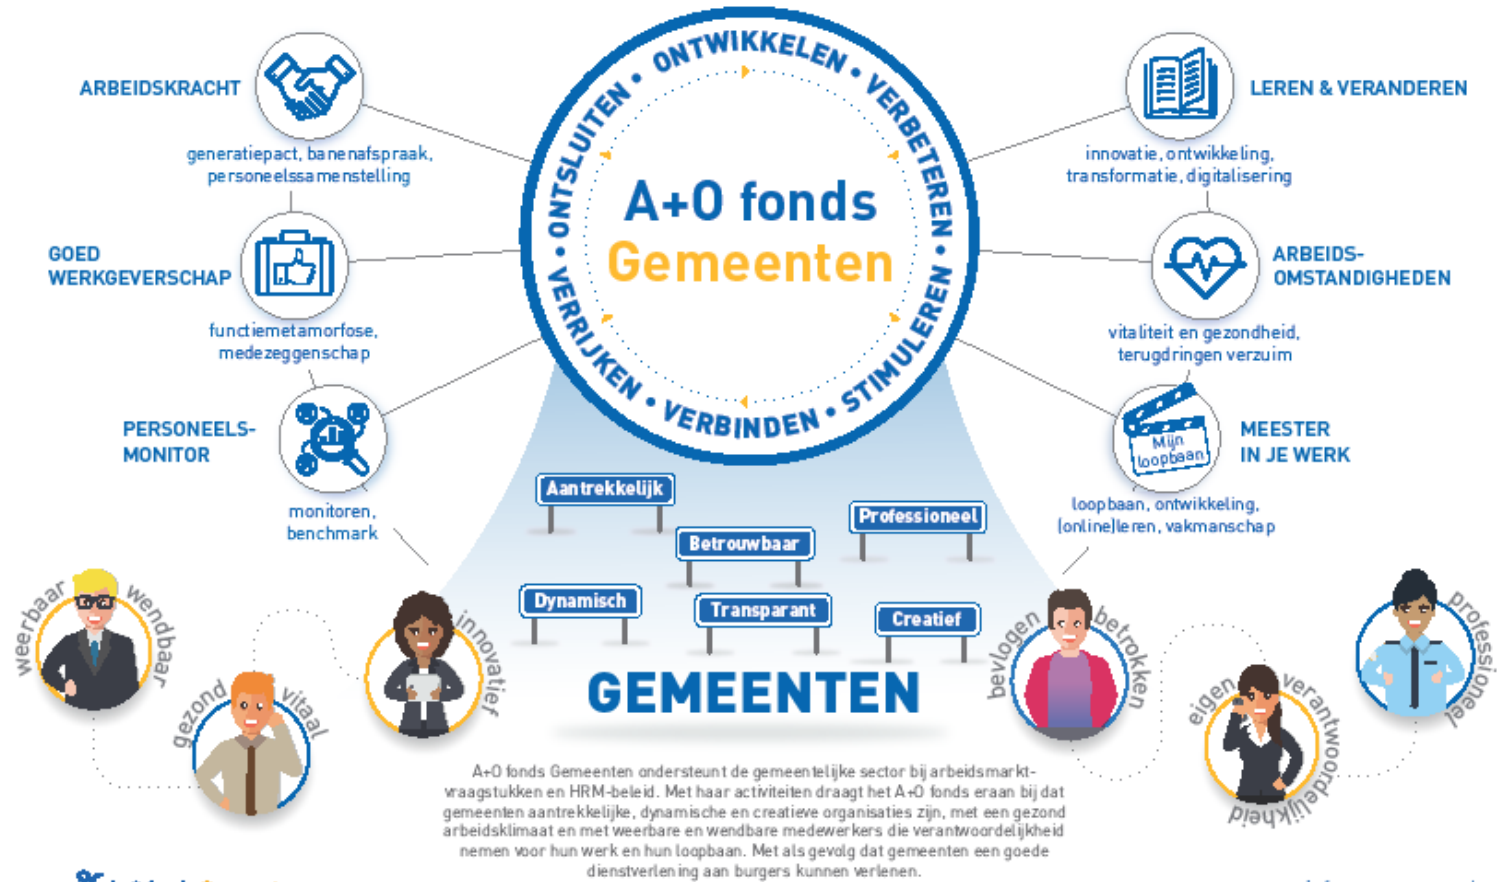 ONTSLUITEN • ONTWIKKELEN • VERBETEREN • STIMULEREN • VERBINDEN • VERRIJKEN •
A+O fonds
Gemeenten
ARBEIDSKRACHT
generatiepact, banenafspraak,
personeelssamenstelling
GOED
WERKGEVERSCHAP
functiemetamorfose,
medezeggenschap
PERSONEELS-
MONITOR
monitoren,
benchmark
LEREN & VERANDEREN
innovatie, ontwikkeling,
transformatie, digitalisering
ARBEIDS-
OMSTANDIGHEDEN
vitaliteit en gezondheid,
terugdringen verzuim
Mijn
loopbaan
MEESTER
IN JE WERK
loopbaan, ontwikkeling,
(online)leren, vakmanschap
Aantrekkelijk
Professioneel
Betrouwbaar
Dynamisch
Transparant
Creatief
GEMEENTEN
weerbaar
wendbaar
gezond
vitaal
innovatief
bevlogen
betrokken
eigen
verantwoordelijkheid
professioneel
A+O fonds Gemeenten ondersteunt de gemeentelijke sector bij arbeidsmarkt-
vraagstukken en HRM-beleid. Met haar activiteiten draagt het A+O fonds eraan bij dat
gemeenten aantrekkelijke, dynamische en creatieve organisaties zijn, met een gezond
arbeidsklimaat en met weerbare en wendbare medewerkers die verantwoordelijkheid
nemen voor hun werk en hun loopbaan. Met als gevolg dat gemeenten een goede
dienstverlening aan burgers kunnen verlenen.